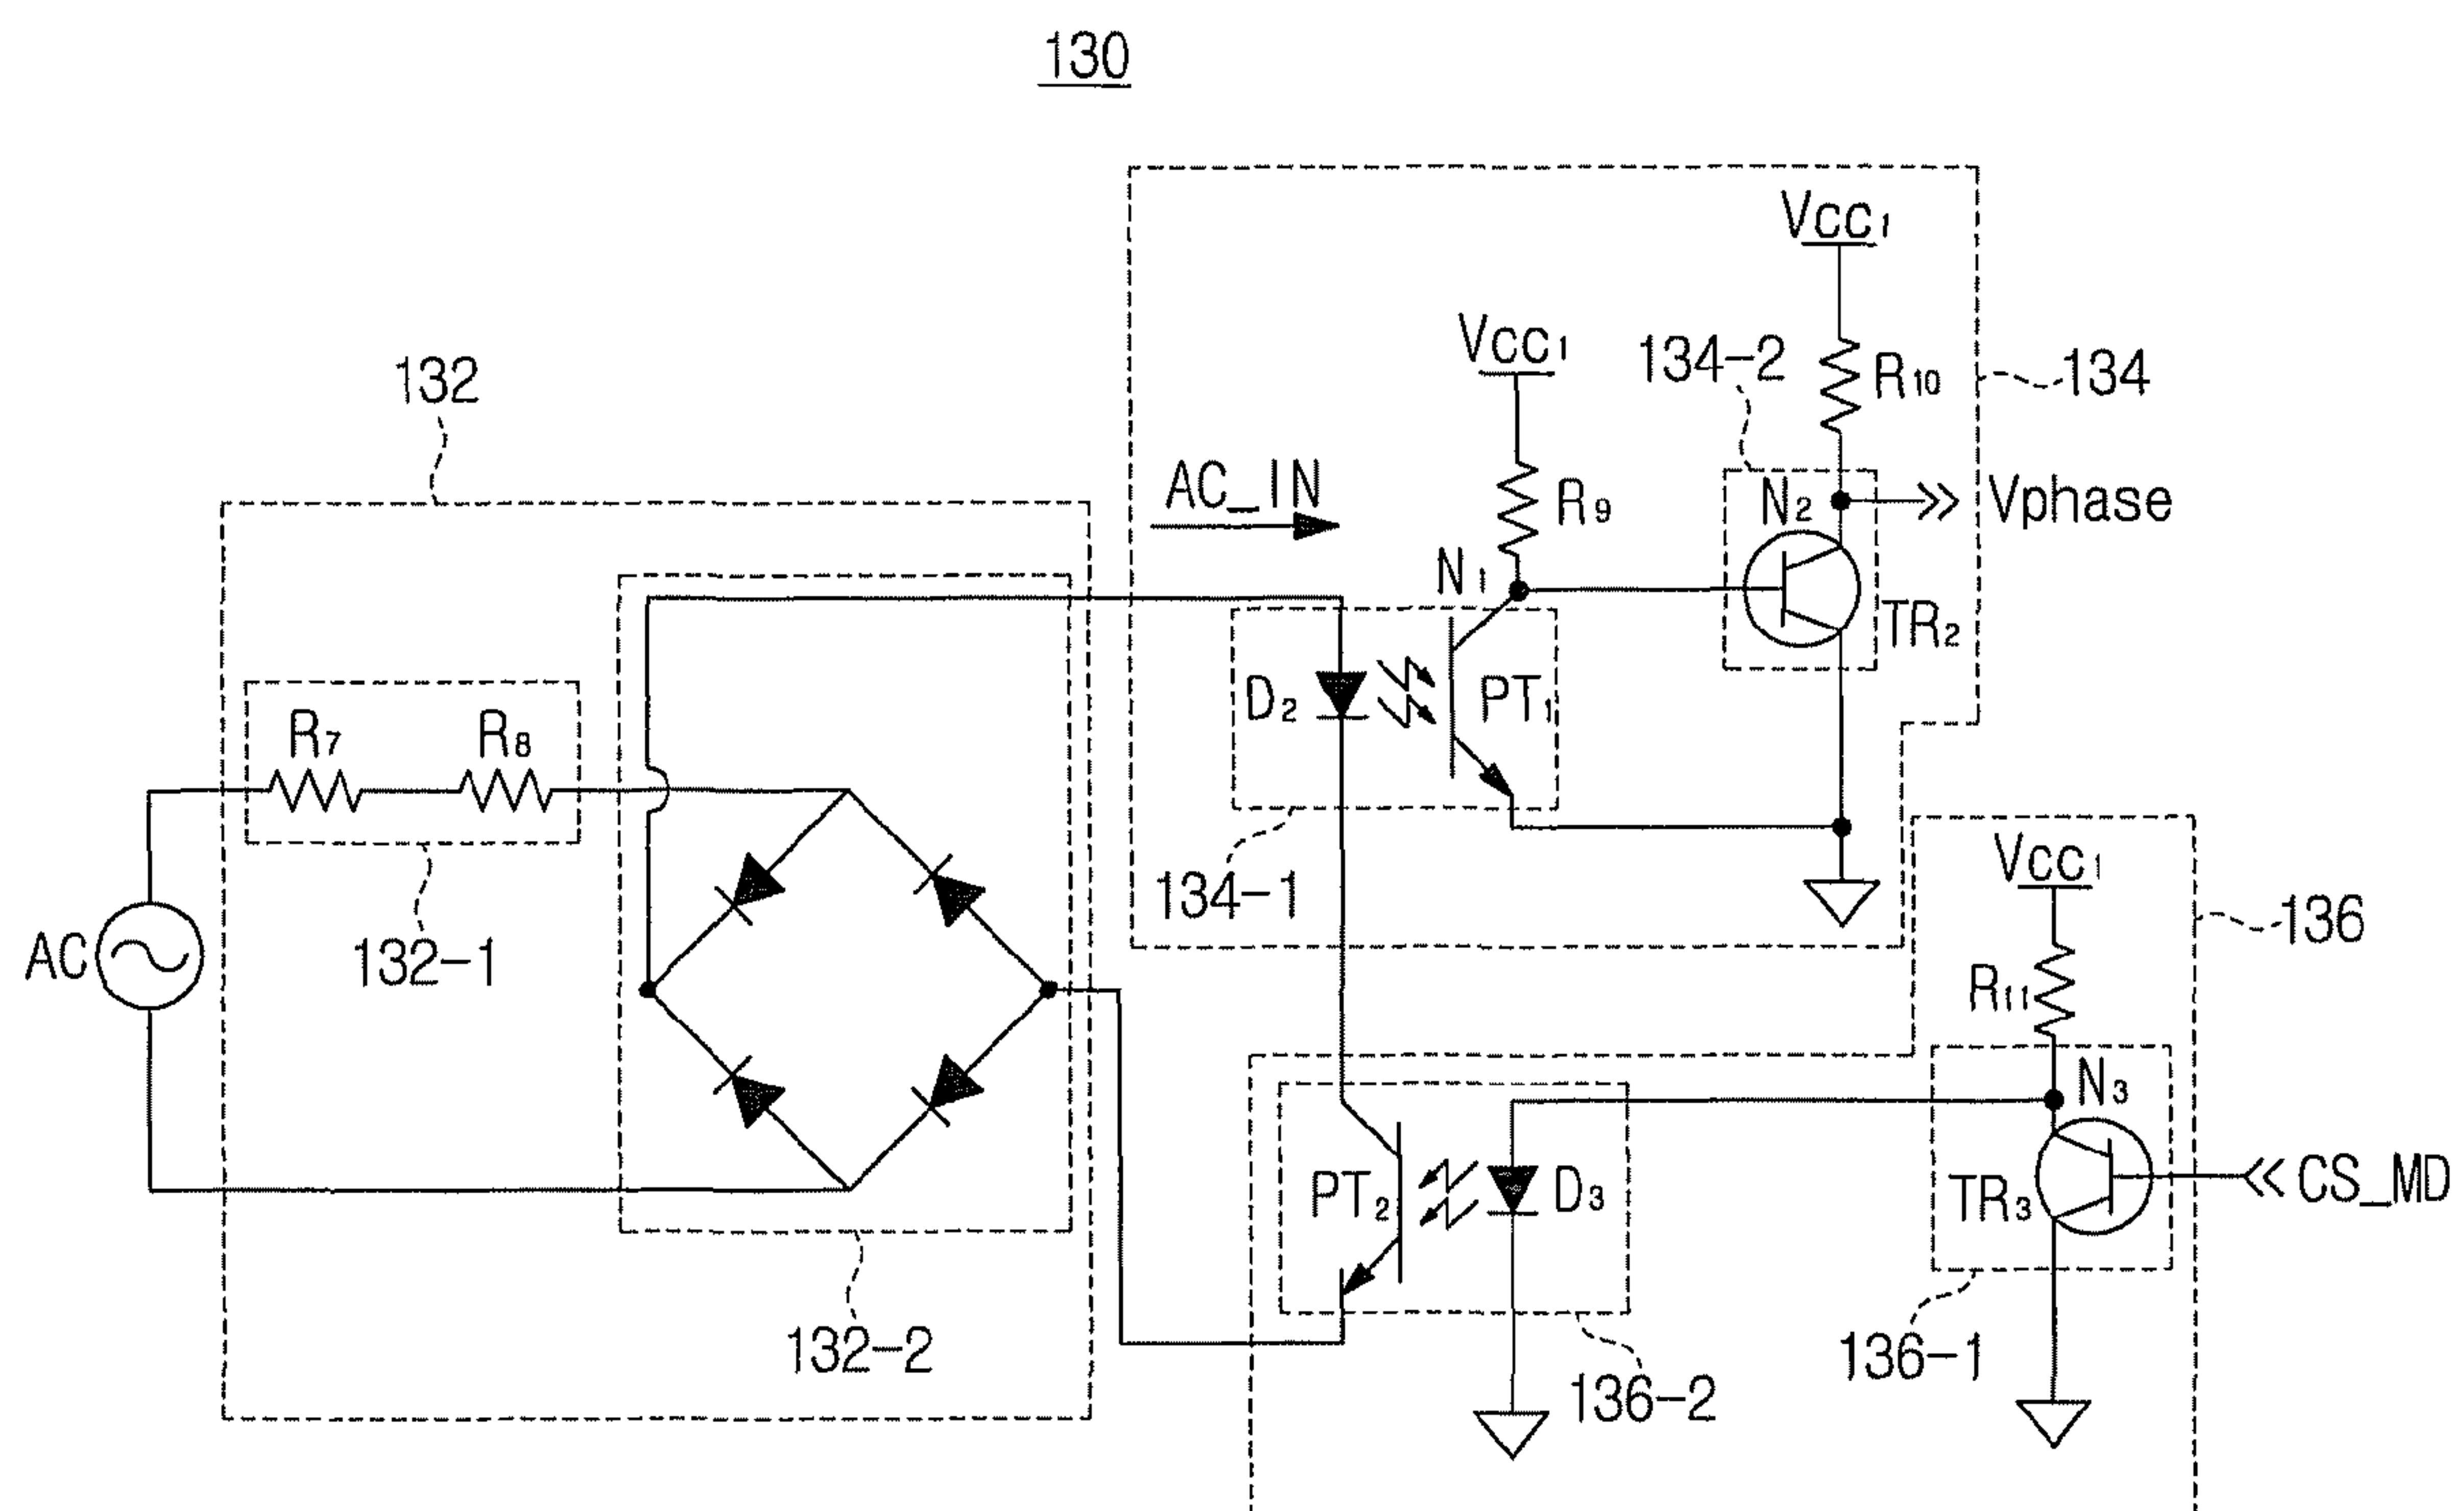 130
Vcc1
Vcc1
134-2
R10
134
132
AC_IN
R9
N2
Vphase
N1
TR2
D2
PT1
R7
R8
134-1
Vcc1
136
AC
132-1
R11
N3
PT2
D3
TR3
CS_MD
132-2
136-1
136-2